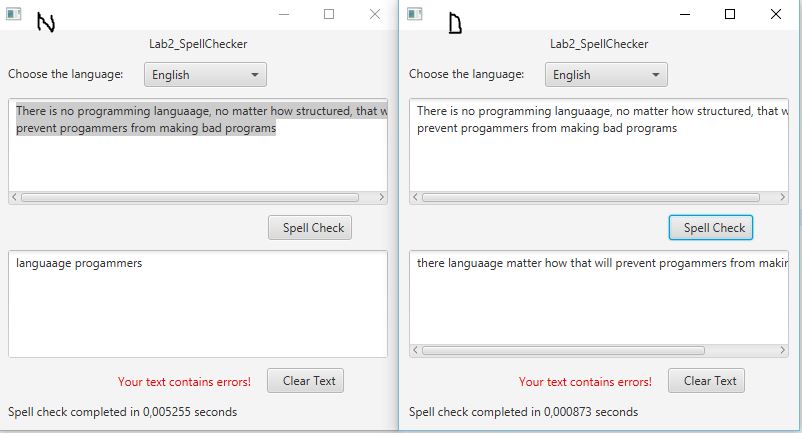 N
Lab2_SpellChecker
Choose the language: English
There is no programming languaage, no matter how structured, that w
prevent progammers from making bad programs
Spell Check
languaage progammers
Your text contains errors! Clear Text
Spell check completed in 0,005255 seconds
D
Lab2_SpellChecker
Choose the language: English
There is no programming languaage, no matter how structured, that w
prevent progammers from making bad programs
Spell Check
there languaage matter how that will prevent progammers from makin
Your text contains errors! Clear Text
Spell check completed in 0,000873 seconds